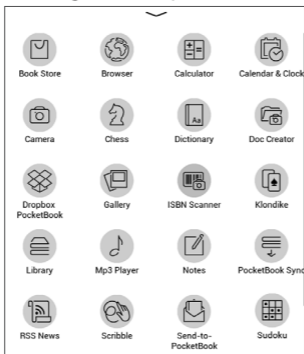 Book Store Browser Calculator Calendar & Clock
Camera Chess Dictionary Doc Creator
Dropbox PocketBook Gallery ISBN Scanner Klondike
Library Mp3 Player Notes PocketBook Sync
RSS News Scribble Send-to-PocketBook Sudoku